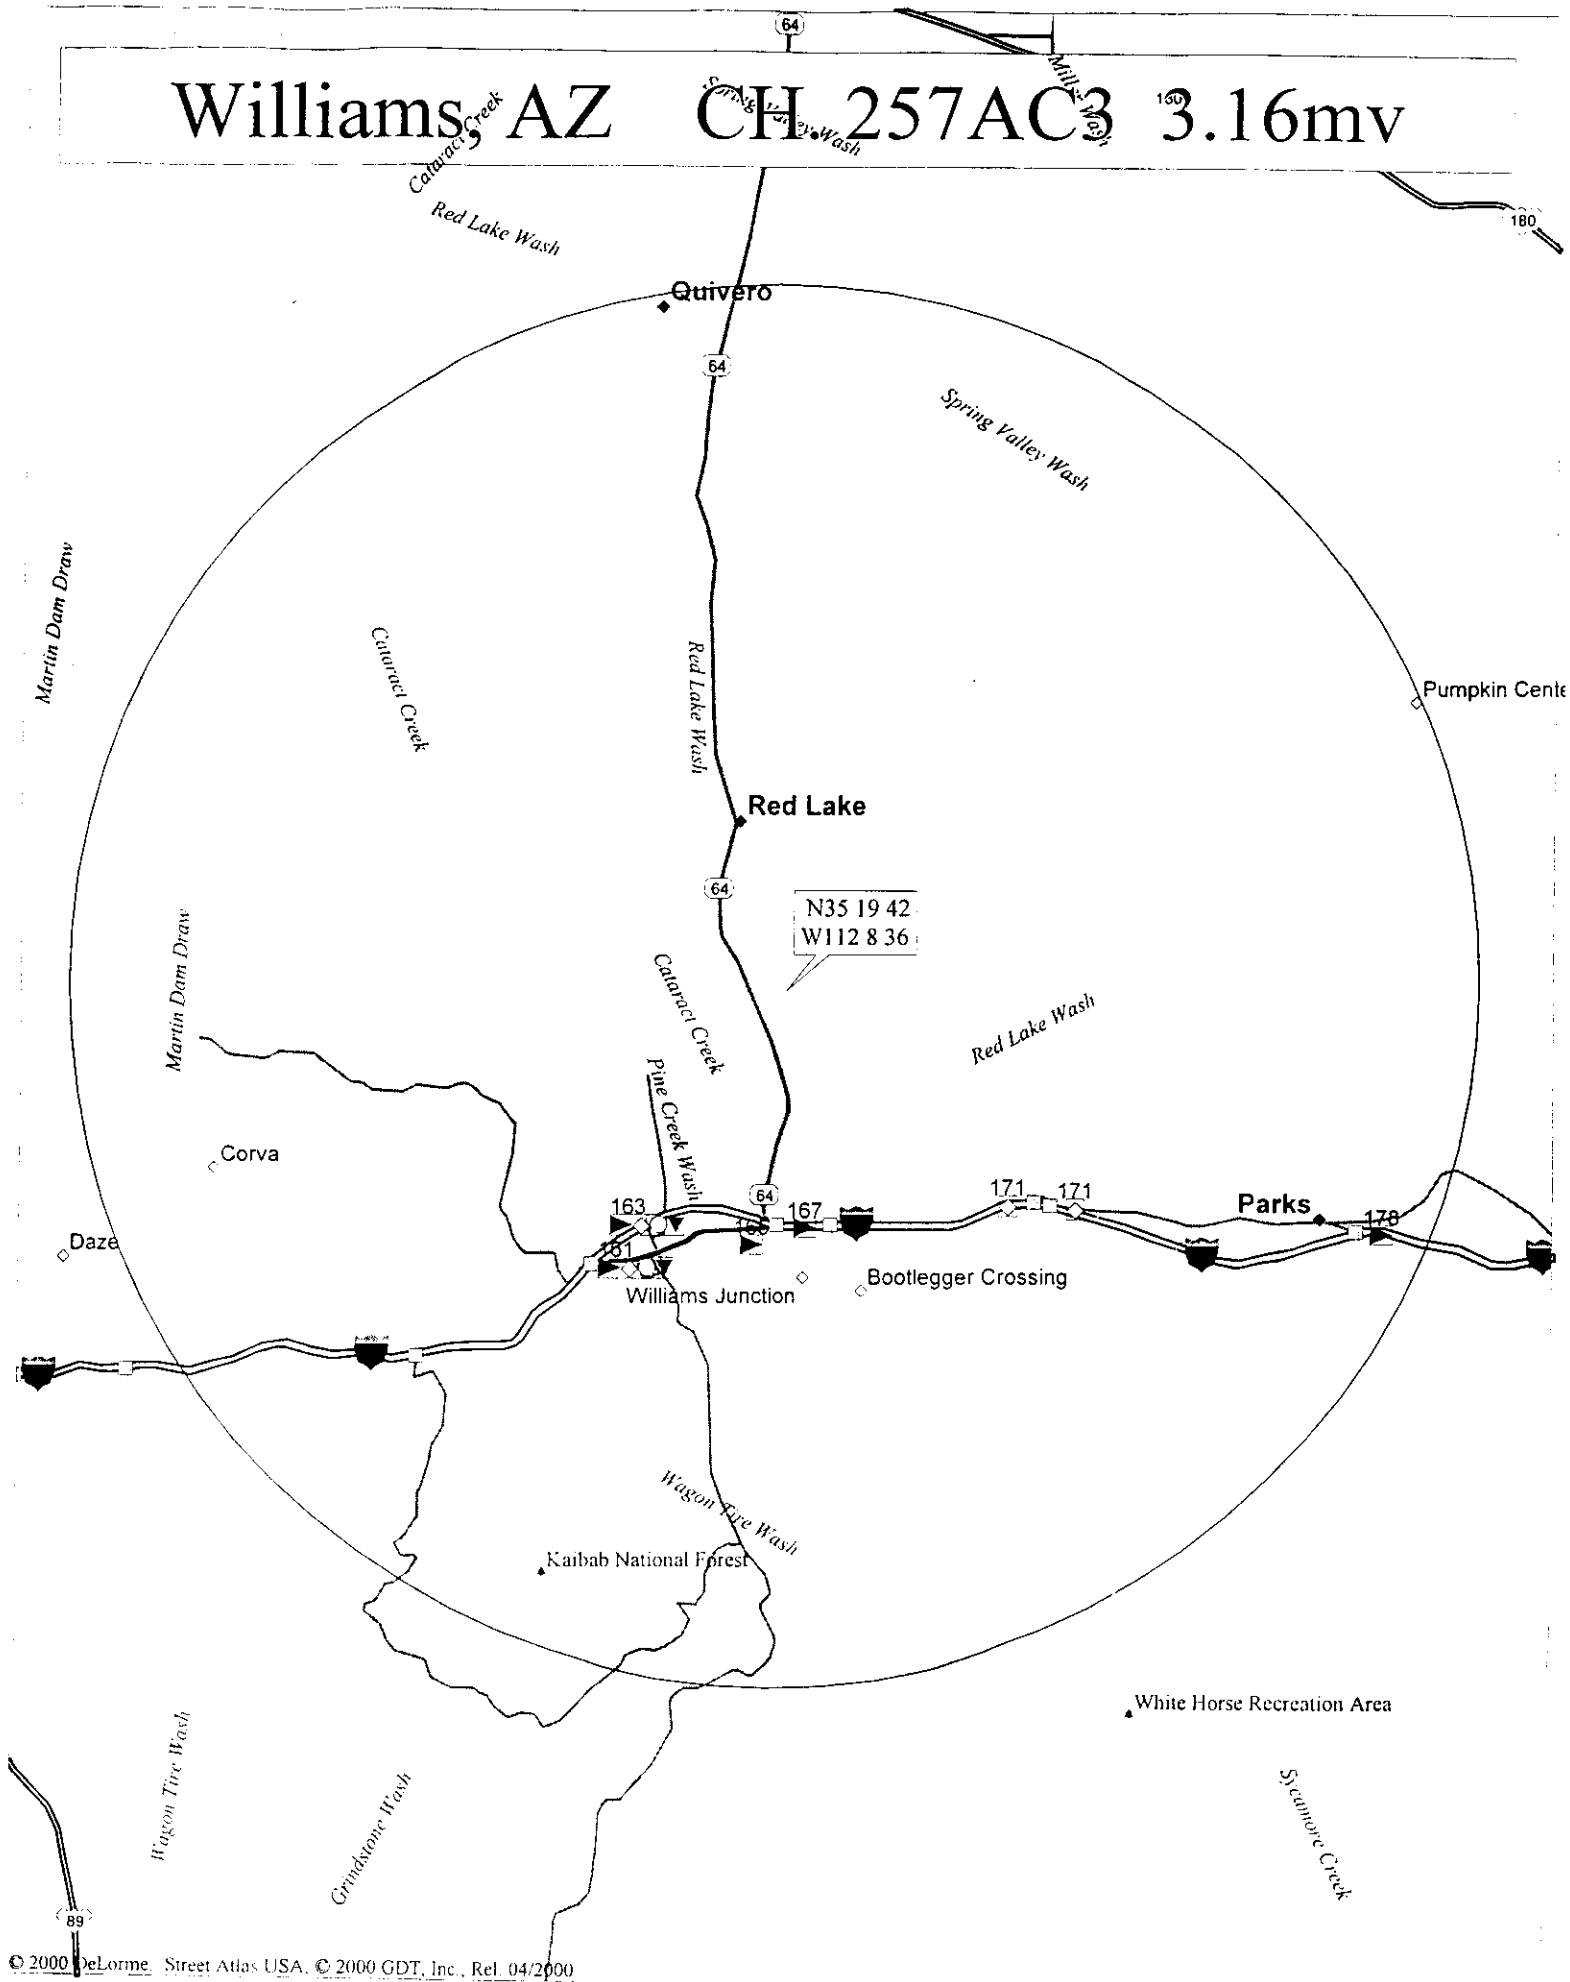 64
Williams, AZ CH. 257AC3 3.16mv
Cataract Creek
Spring Valley Wash
Miller Wash
180
Red Lake Wash
180
Quivero
64
Spring Valley Wash
Martin Dam Draw
Cataract Creek
Red Lake Wash
Pumpkin Cente
Red Lake
64
N35 19 42
W112 8 36
Martin Dam Draw
Cataract Creek
Red Lake Wash
Pine Creek Wash
Corva
64
163
167
171
171
Parks
178
Daze
161
Williams Junction
Bootlegger Crossing
Wagon Tire Wash
Kaibab National Forest
White Horse Recreation Area
Wagon Tire Wash
Grindstone Wash
Sycamore Creek
89
© 2000 DeLorme. Street Atlas USA, © 2000 GDT, Inc., Rel. 04/2000